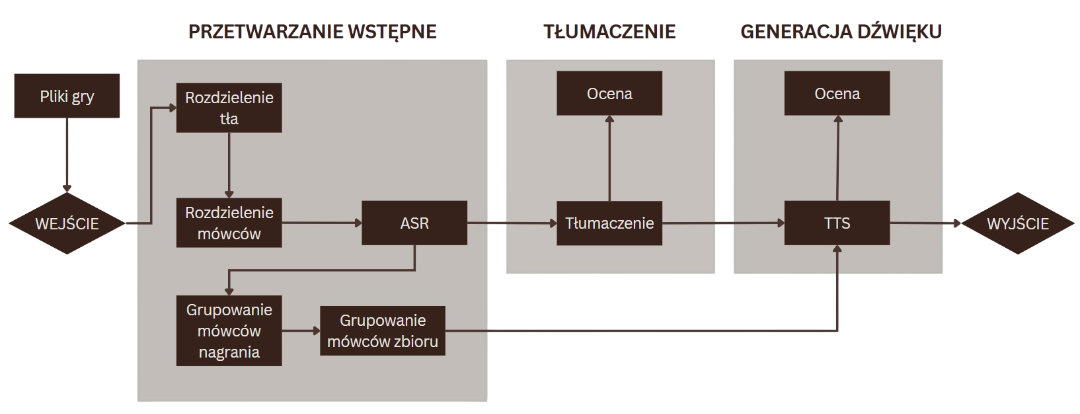 PRZETWARZANIE WSTĘPNE
TŁUMACZENIE
GENERACJA DŹWIĘKU
Pliki gry
WEJŚCIE
Rozdzielenie
tła
Rozdzielenie
mówców
ASR
Grupowanie
mówców
nagrania
Grupowanie
mówców zbioru
Ocena
Tłumaczenie
Ocena
TTS
WYJŚCIE